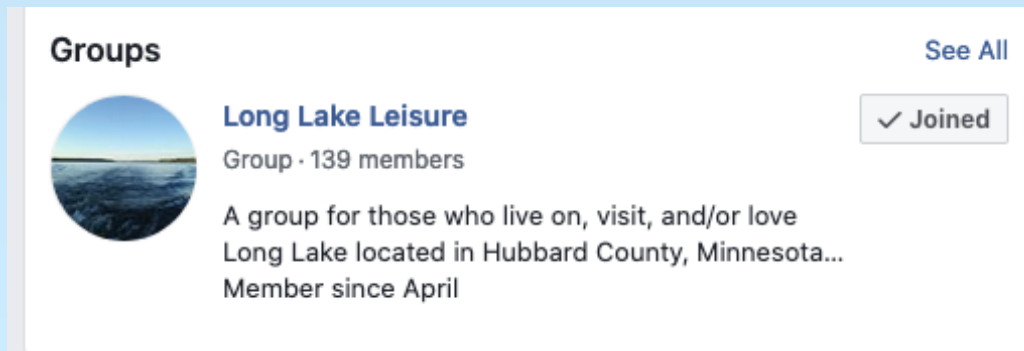 Groups
See All
Long Lake Leisure
Joined
Group · 139 members
A group for those who live on, visit, and/or love
Long Lake located in Hubbard County, Minnesota...
Member since April